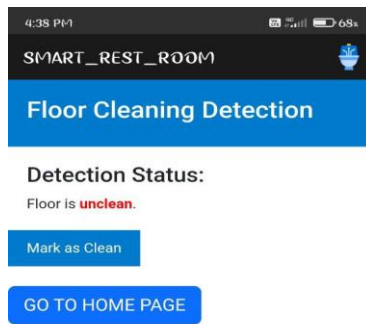 4:38 PM 68%
SMART_REST_ROOM
Floor Cleaning Detection
Detection Status:
Floor is unclean.
Mark as Clean
GO TO HOME PAGE